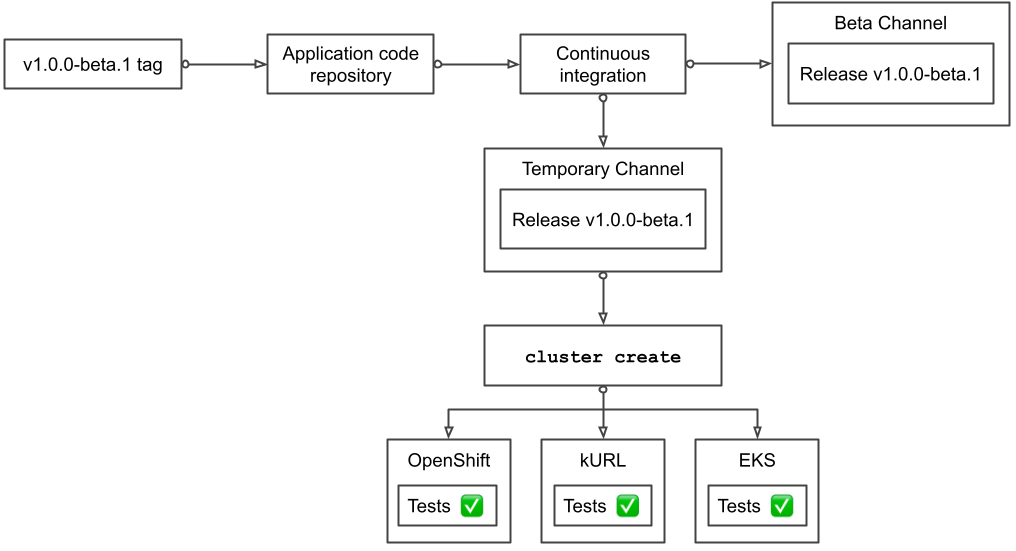 v1.0.0-beta.1 tag
Application code
repository
Continuous
integration
Beta Channel
Release v1.0.0-beta.1
Temporary Channel
Release v1.0.0-beta.1
cluster create
OpenShift
Tests ✅
kURL
Tests ✅
EKS
Tests ✅